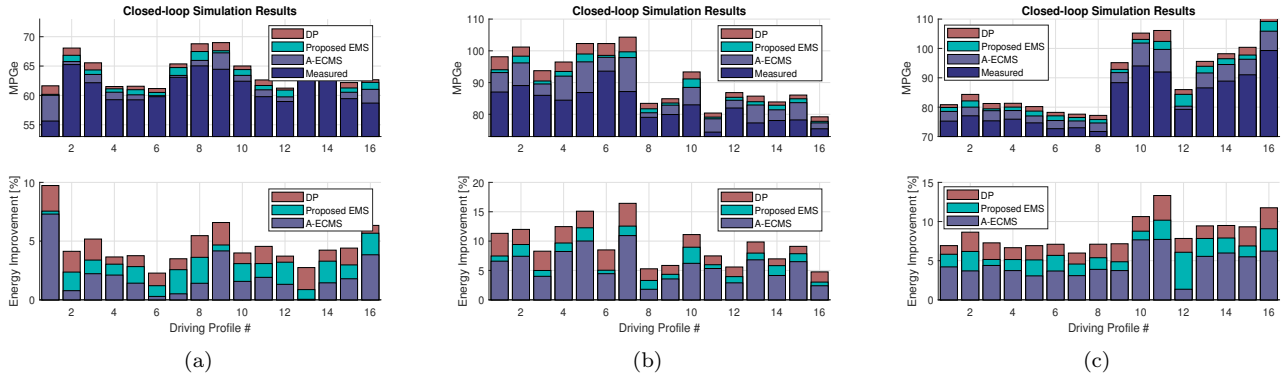 Closed-loop Simulation Results
MPGe
70
65
60
55
DP
Proposed EMS
A-ECMS
Measured
2 4 6 8 10 12 14 16
Energy Improvement [%]
10
5
0
DP
Proposed EMS
A-ECMS
2 4 6 8 10 12 14 16
Driving Profile #
(a)
Closed-loop Simulation Results
MPGe
110
100
90
80
DP
Proposed EMS
A-ECMS
Measured
2 4 6 8 10 12 14 16
Energy Improvement [%]
20
15
10
5
0
DP
Proposed EMS
A-ECMS
2 4 6 8 10 12 14 16
Driving Profile #
(b)
Closed-loop Simulation Results
MPGe
110
100
90
80
70
DP
Proposed EMS
A-ECMS
Measured
2 4 6 8 10 12 14 16
Energy Improvement [%]
15
10
5
0
DP
Proposed EMS
A-ECMS
2 4 6 8 10 12 14 16
Driving Profile #
(c)